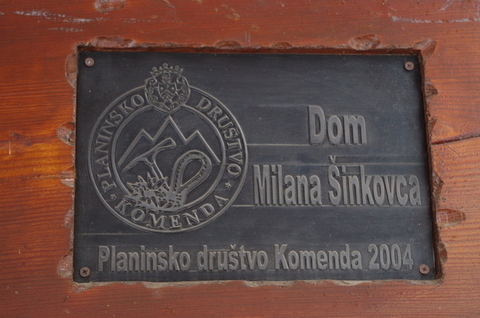 PLANINSKO DRUŠTVO
KOMENDA
Dom
Milana Šinkovca
Planinsko društvo Komenda 2004